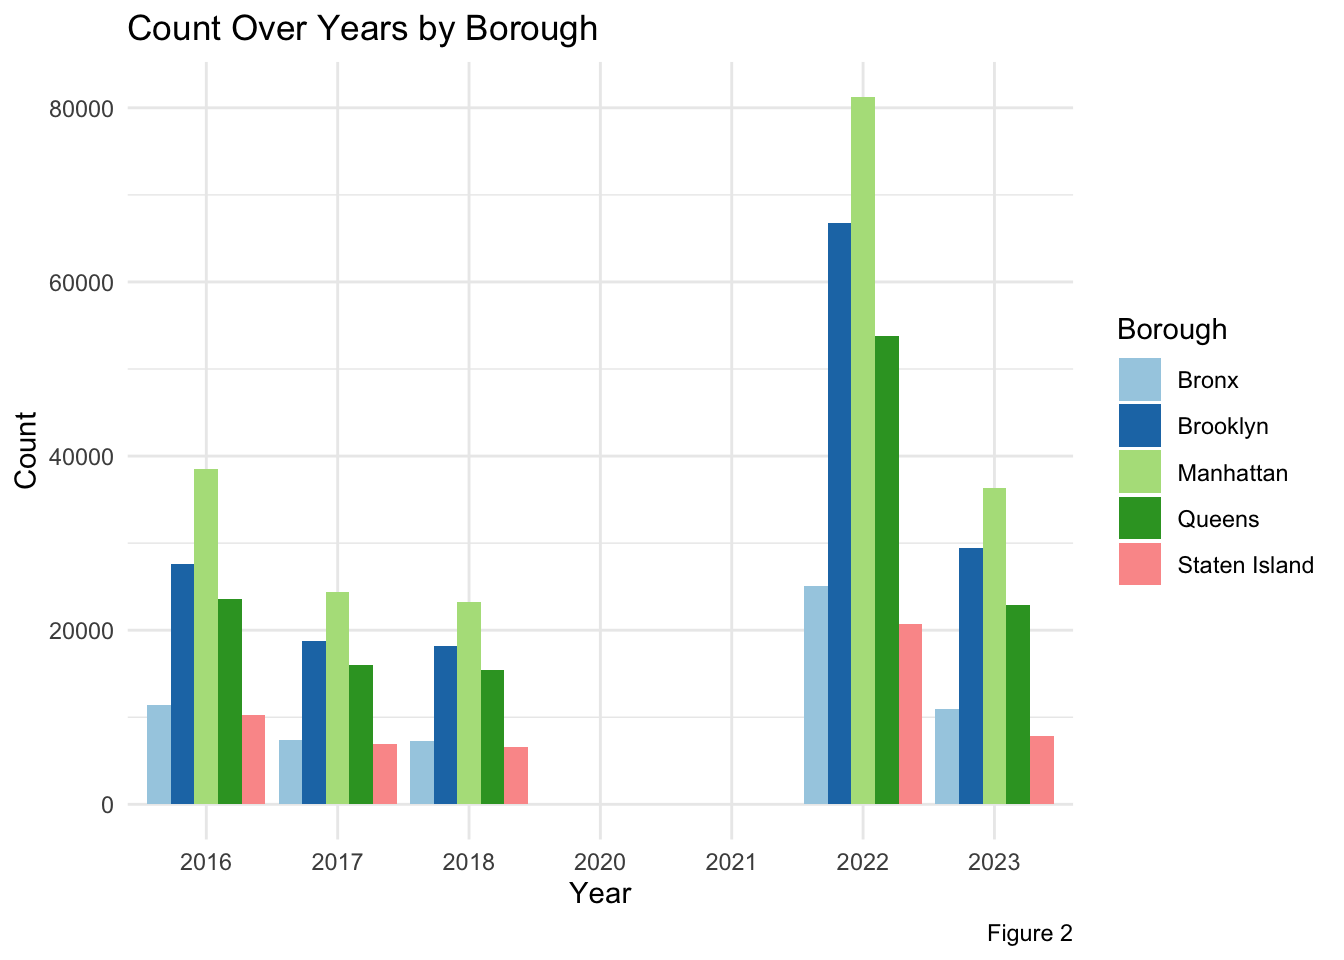 Count Over Years by Borough
80000
60000
40000
20000
0
Count
2016 2017 2018 2020 2021 2022 2023
Year
Borough
Bronx
Brooklyn
Manhattan
Queens
Staten Island
Figure 2